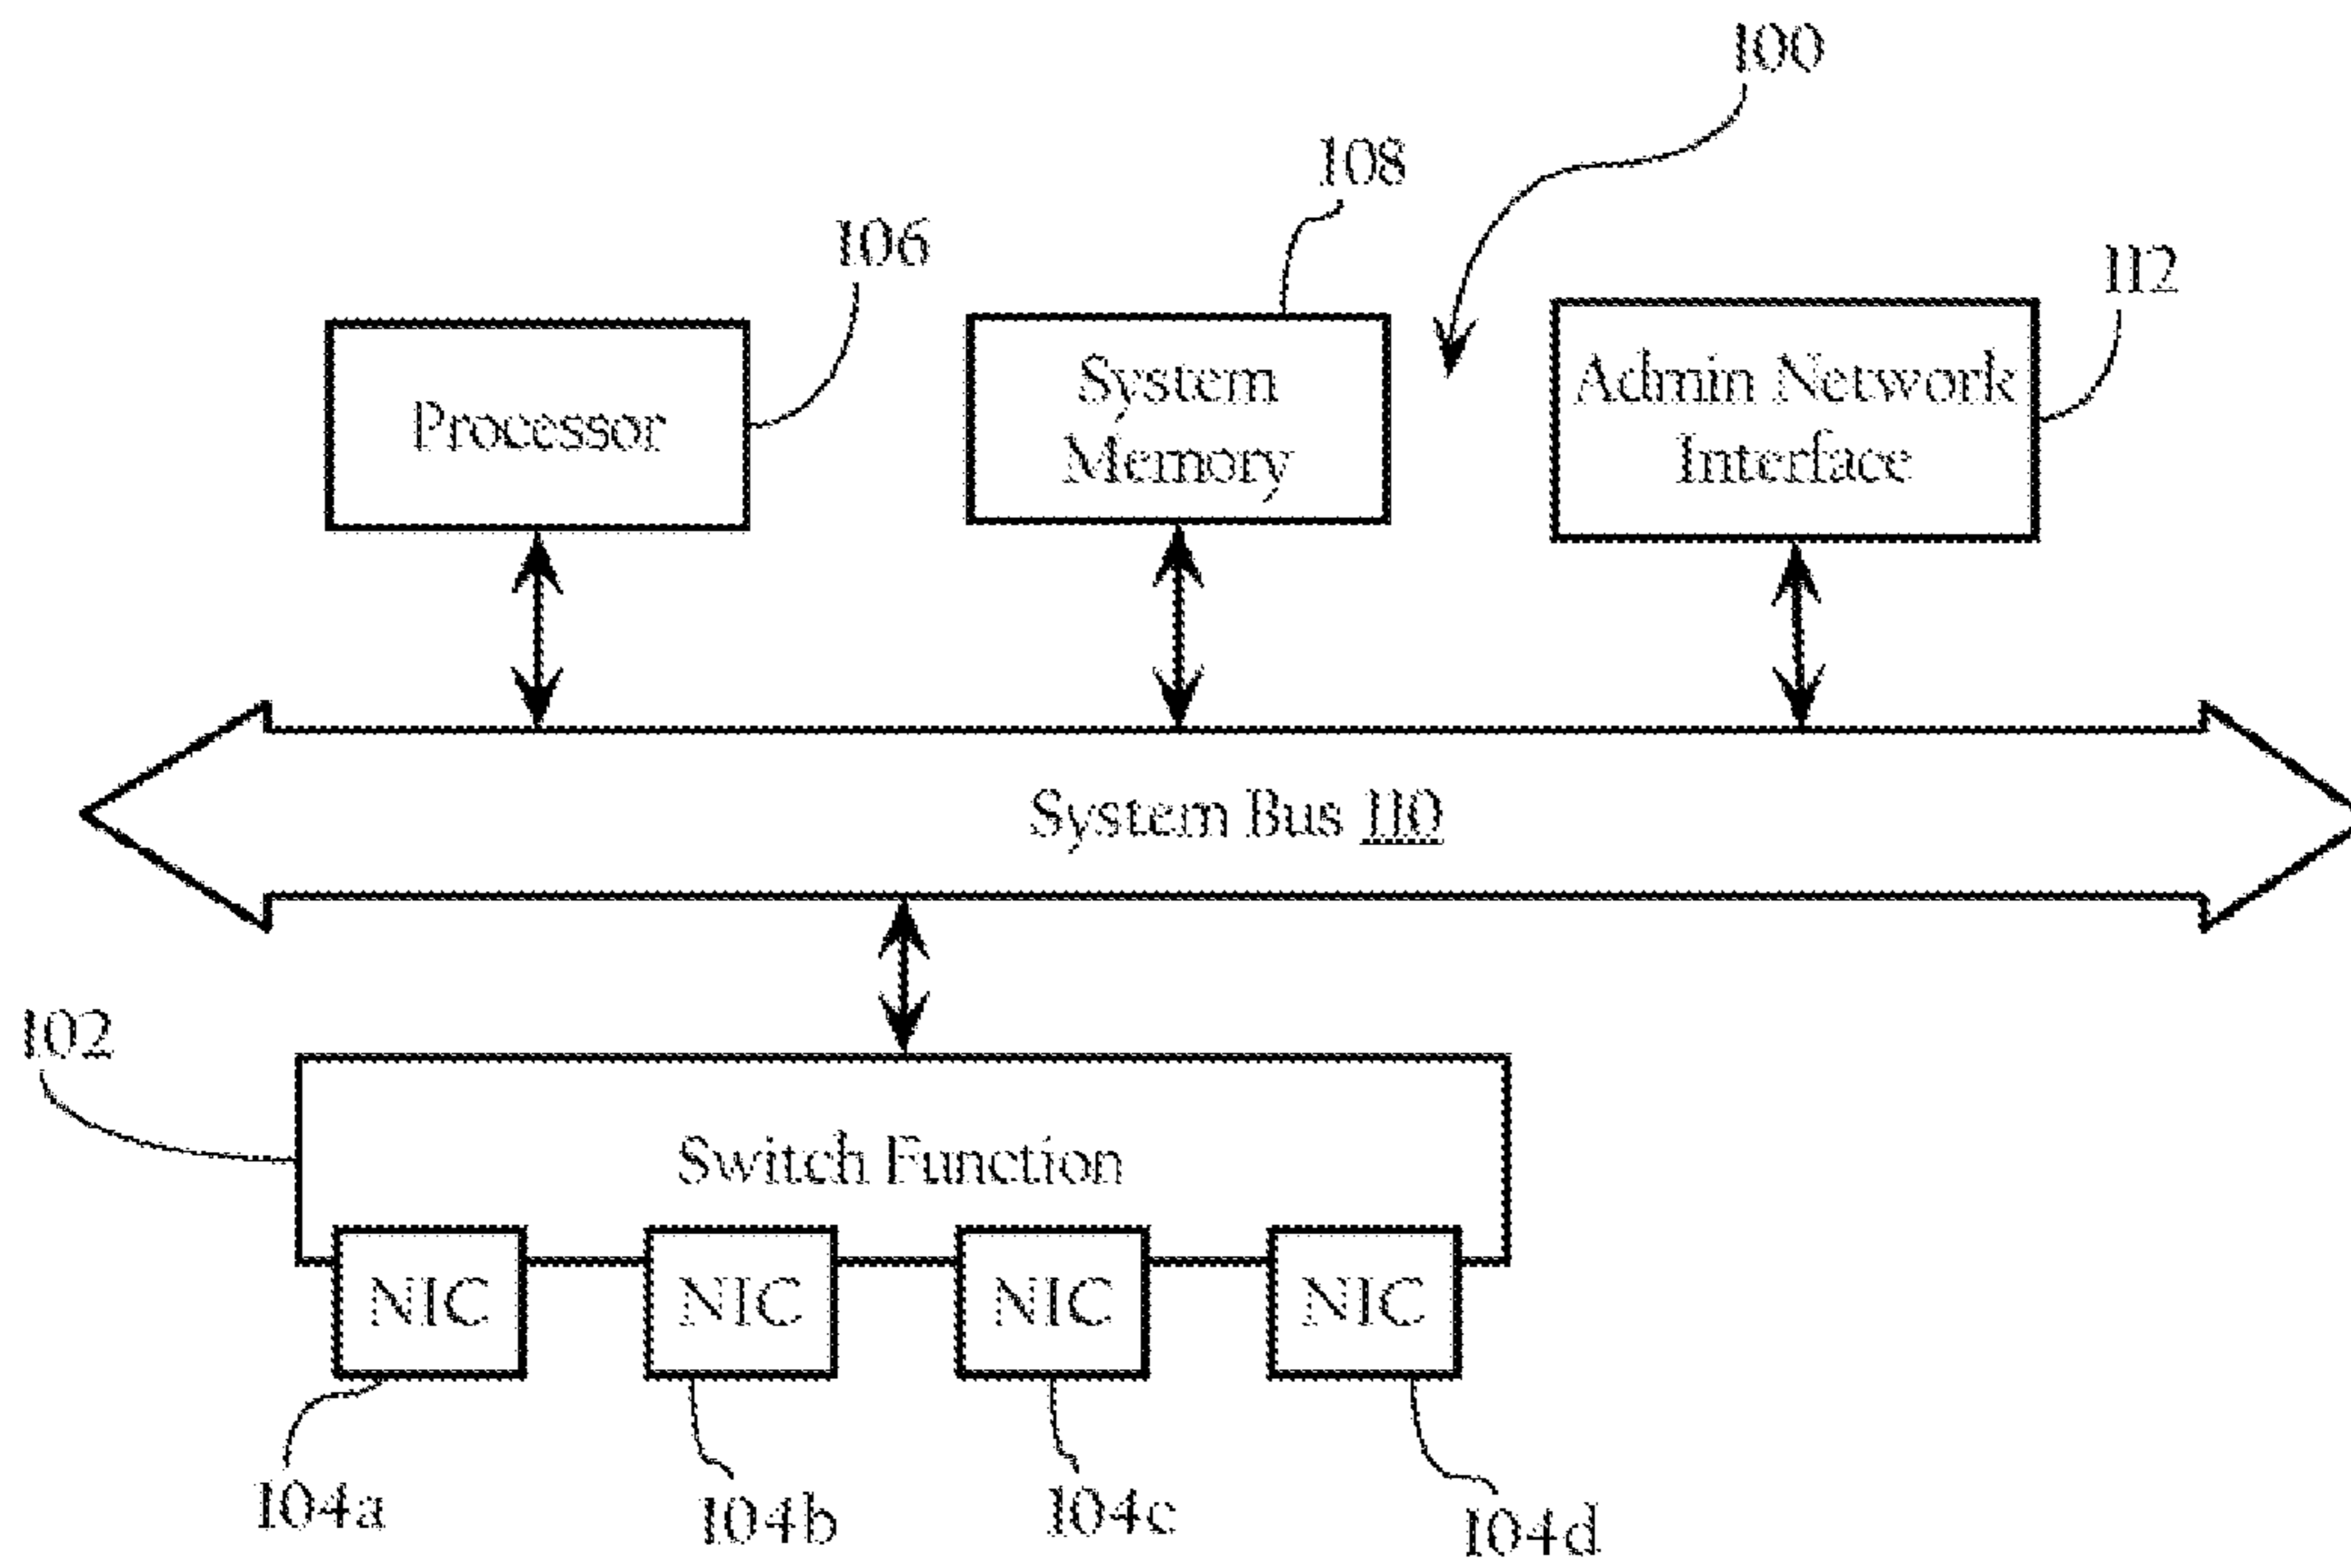 100
108
106
112
Processor
System
Memory
Admin Network
Interface
System Bus 110
102
Switch Function
NIC NIC NIC NIC
104a 104b 104c 104d